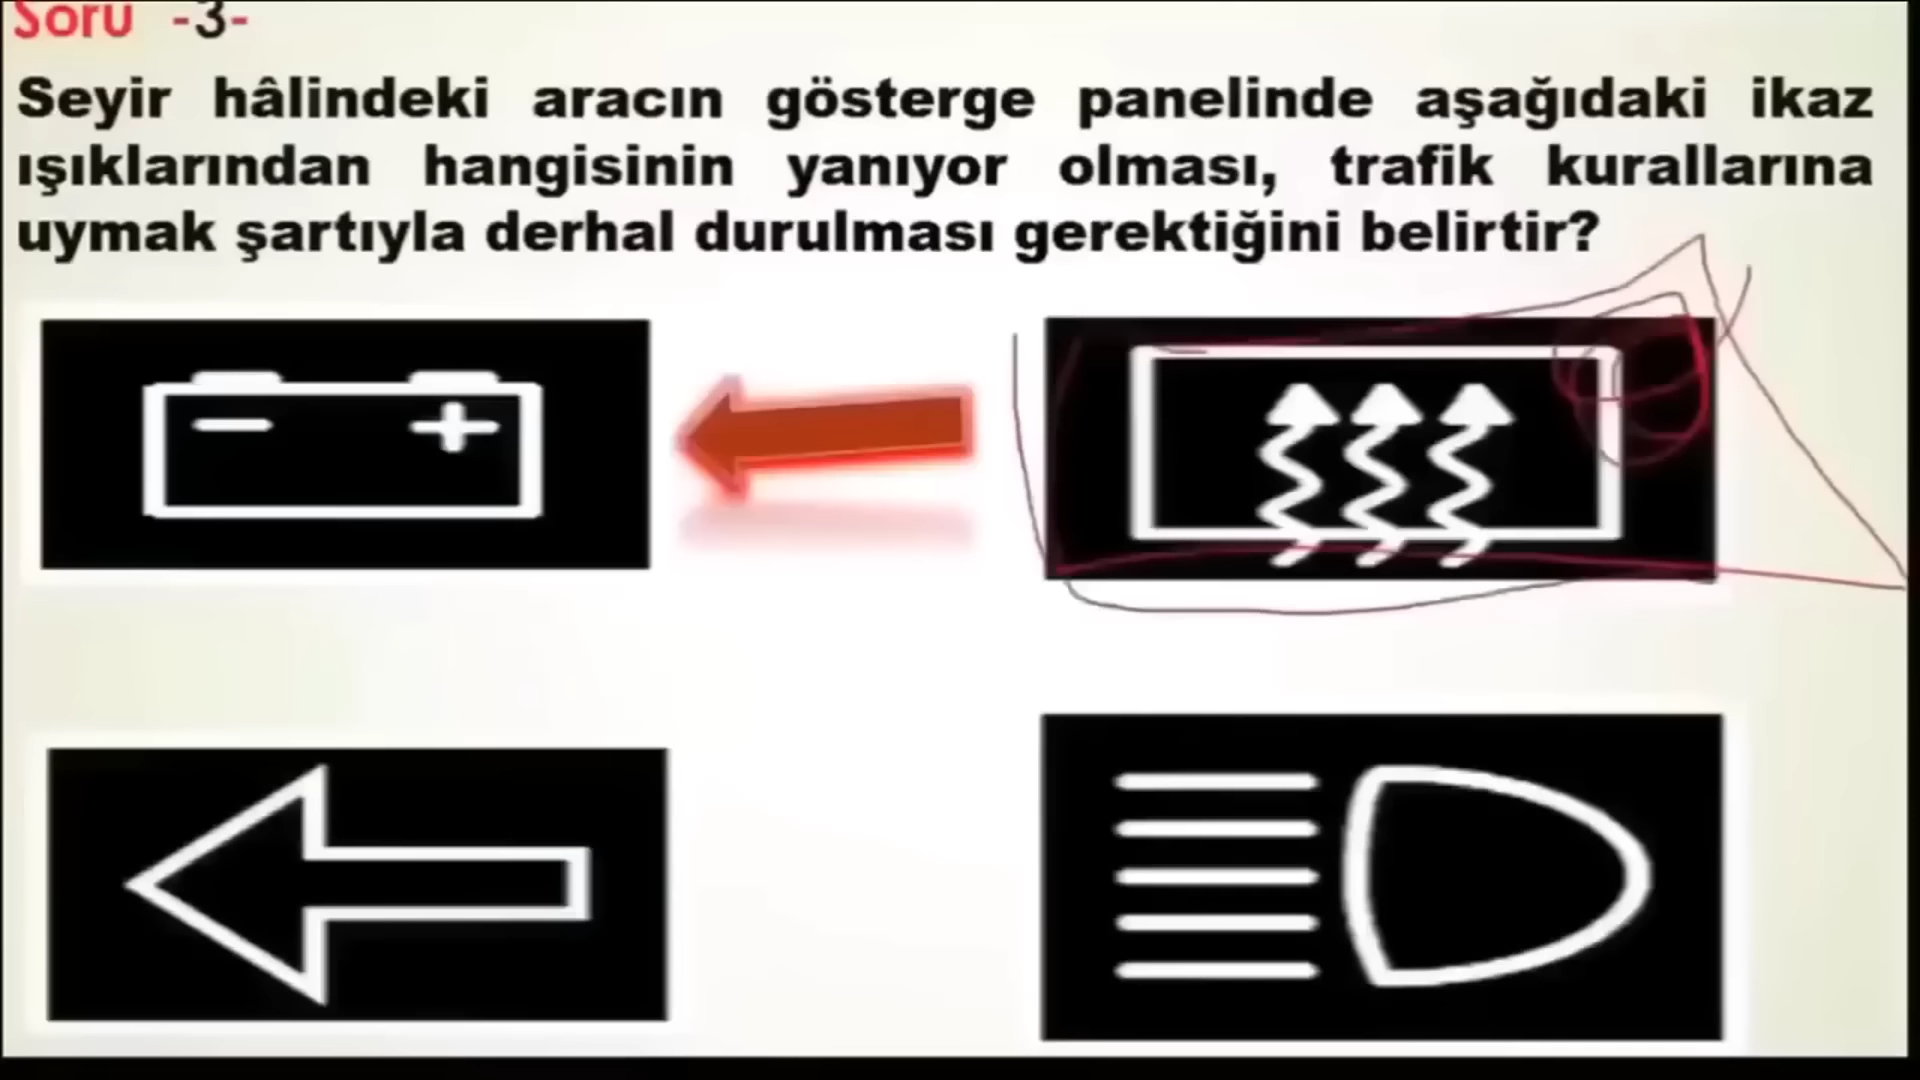 Soru -3-
Seyir hâlindeki aracın gösterge panelinde aşağıdaki ikaz
ışıklarından hangisinin yanıyor olması, trafik kurallarına
uymak şartıyla derhal durulması gerektiğini belirtir?